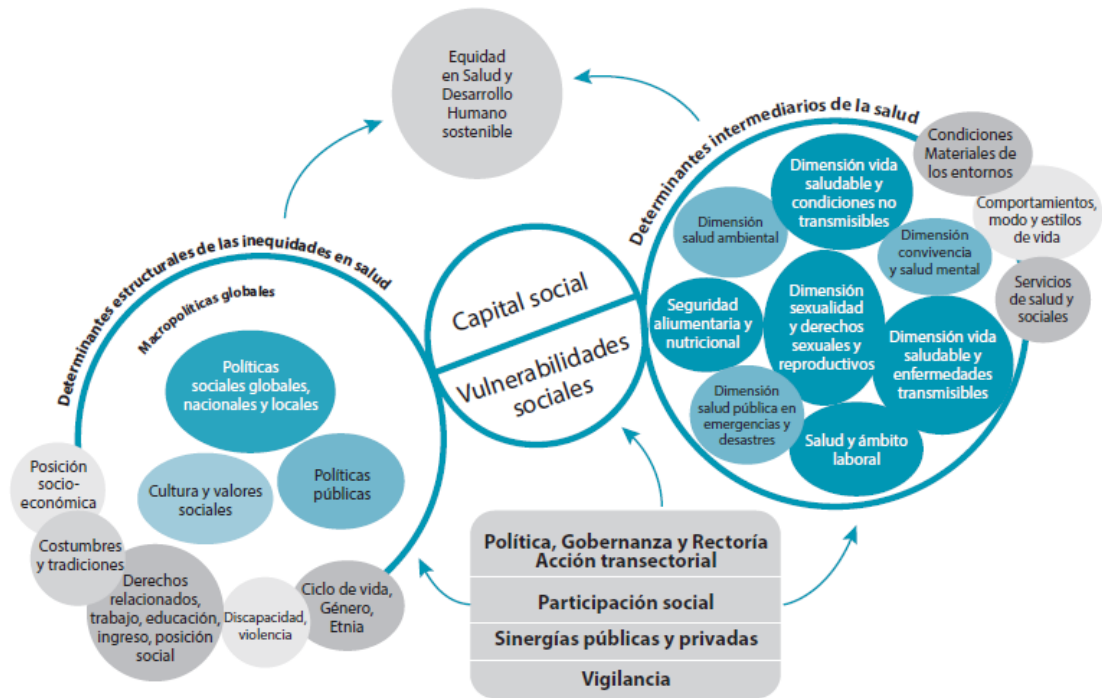 Equidad
en Salud y
Desarrollo
Humano
sostenible
Determinantes estructurales de las inequidades en salud
Macropolíticas globales
Políticas
sociales globales,
nacionales y locales
Cultura y valores
sociales
Políticas
públicas
Posición
socio-
económica
Costumbres
y tradiciones
Derechos
relacionados,
trabajo, educación,
ingreso, posición
social
Discapacidad,
violencia
Ciclo de vida,
Género,
Etnia
Capital social
Vulnerabilidades
sociales
Determinantes intermediarios de la salud
Dimensión vida
saludable y
condiciones no
transmisibles
Dimensión
salud ambiental
Dimensión
convivencia
y salud mental
Seguridad
aliumentaria y
nutricional
Dimensión
sexualidad
y derechos
sexuales y
reproductivos
Dimensión vida
saludable y
enfermedades
transmisibles
Dimensión
salud pública en
emergencias y
desastres
Salud y ámbito
laboral
Condiciones
Materiales de
los entornos
Comportamientos,
modo y estilos
de vida
Servicios
de salud y
sociales
Política, Gobernanza y Rectoría
Acción transectorial
Participación social
Sinergías públicas y privadas
Vigilancia